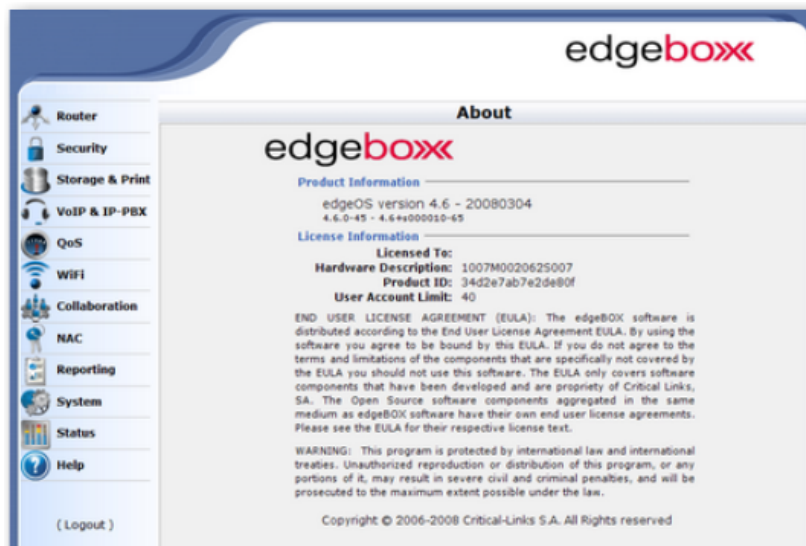 edgebox
About
Router
Security
Storage & Print
VoIP & IP-PBX
QoS
WiFi
Collaboration
NAC
Reporting
System
Status
Help
( Logout )
edgebox
Product Information
edgeOS version 4.6 - 20080304
4.6.0-45 - 4.6+s000010-65
License Information
Licensed To:
Hardware Description: 1007M002062S007
Product ID: 34d2e7ab7e2de80f
User Account Limit: 40
END USER LICENSE AGREEMENT (EULA): The edgeBOX software is
distributed according to the End User License Agreement EULA. By using the
software you agree to be bound by this EULA. If you do not agree to the
terms and limitations of the components that are specifically not covered by
the EULA you should not use this software. The EULA only covers software
components that have been developed and are propriety of Critical Links,
SA. The Open Source software components aggregated in the same
medium as edgeBOX software have their own end user license agreements.
Please see the EULA for their respective license text.
WARNING: This program is protected by international law and international
treaties. Unauthorized reproduction or distribution of this program, or any
portions of it, may result in severe civil and criminal penalties, and will be
prosecuted to the maximum extent possible under the law.
Copyright © 2006-2008 Critical-Links S.A. All Rights reserved